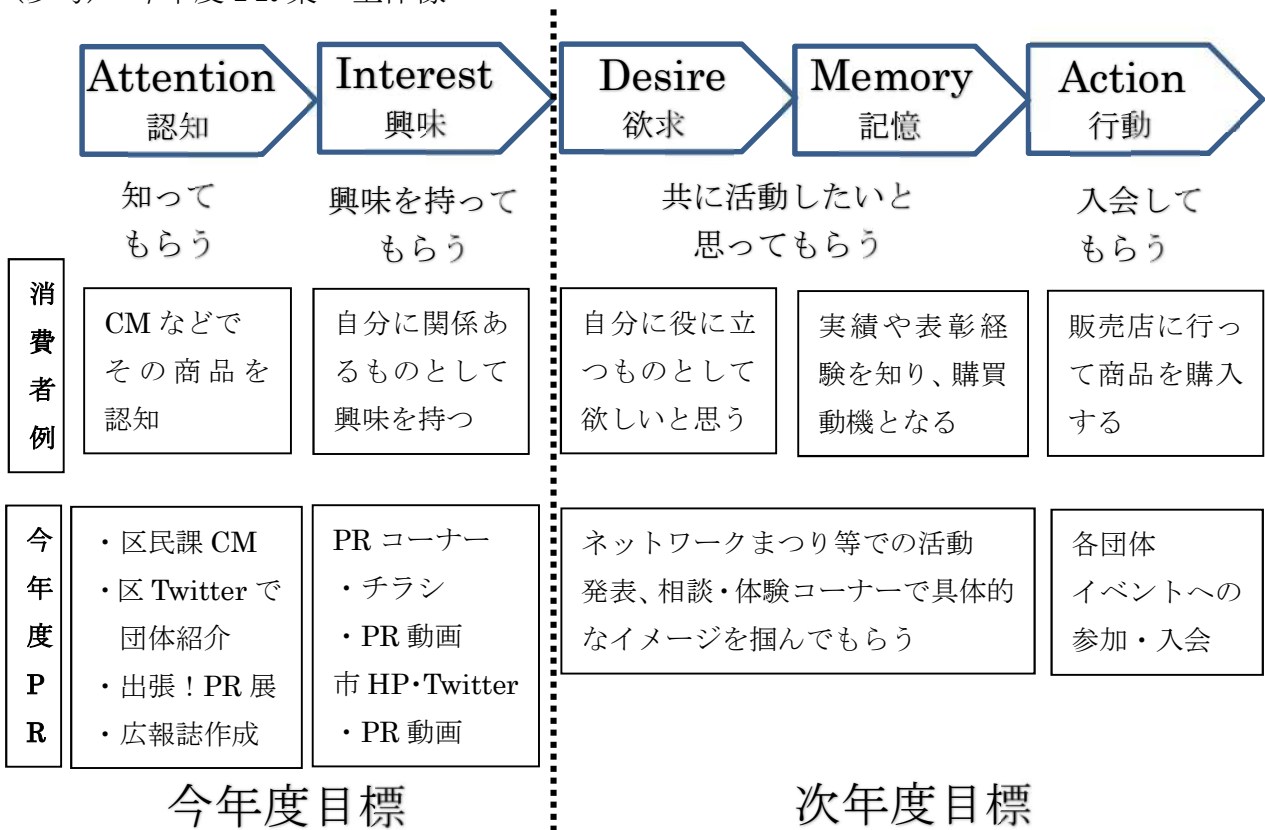 Attention
認知
Interest
興味
Desire
欲求
Memory
記憶
Action
行動
知って
もらう
興味を持って
もらう
共に活動したいと
思ってもらう
入会して
もらう
消費者例
CMなどで
その商品を
認知
自分に関係あ
るものとして
興味を持つ
自分に役に立
つものとして
欲しいと思う
実績や表彰経
験を知り、購買
動機となる
販売店に行っ
て商品を購入
する
今年度PR
・区民課CM
・区Twitterで
団体紹介
・出張!PR展
・広報誌作成
PRコーナー
・チラシ
・PR動画
市HP・Twitter
・PR動画
ネットワークまつり等での活動
発表、相談・体験コーナーで具体的
なイメージを掴んでもらう
各団体
イベントへの
参加・入会
今年度目標
次年度目標